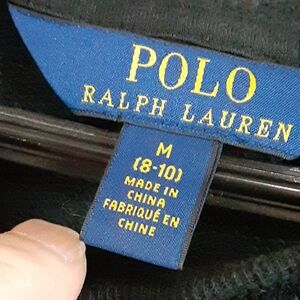 POLO
RALPH LAUREN
M
(8-10)
MADE IN
CHINA
FABRIQUÉ EN
CHINE